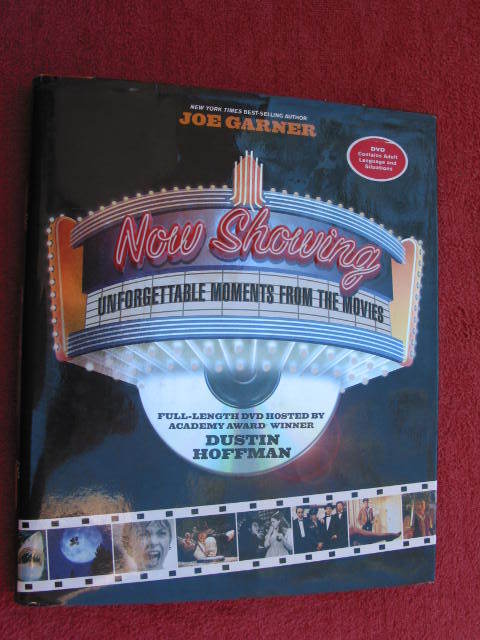 NEW YORK TIMES BEST-SELLING AUTHOR
JOE GARNER
DVD
Contains Adult
Language and
Situations
Now Showing
UNFORGETTABLE MOMENTS FROM THE MOVIES
FULL-LENGTH DVD HOSTED BY
ACADEMY AWARD WINNER
DUSTIN
HOFFMAN